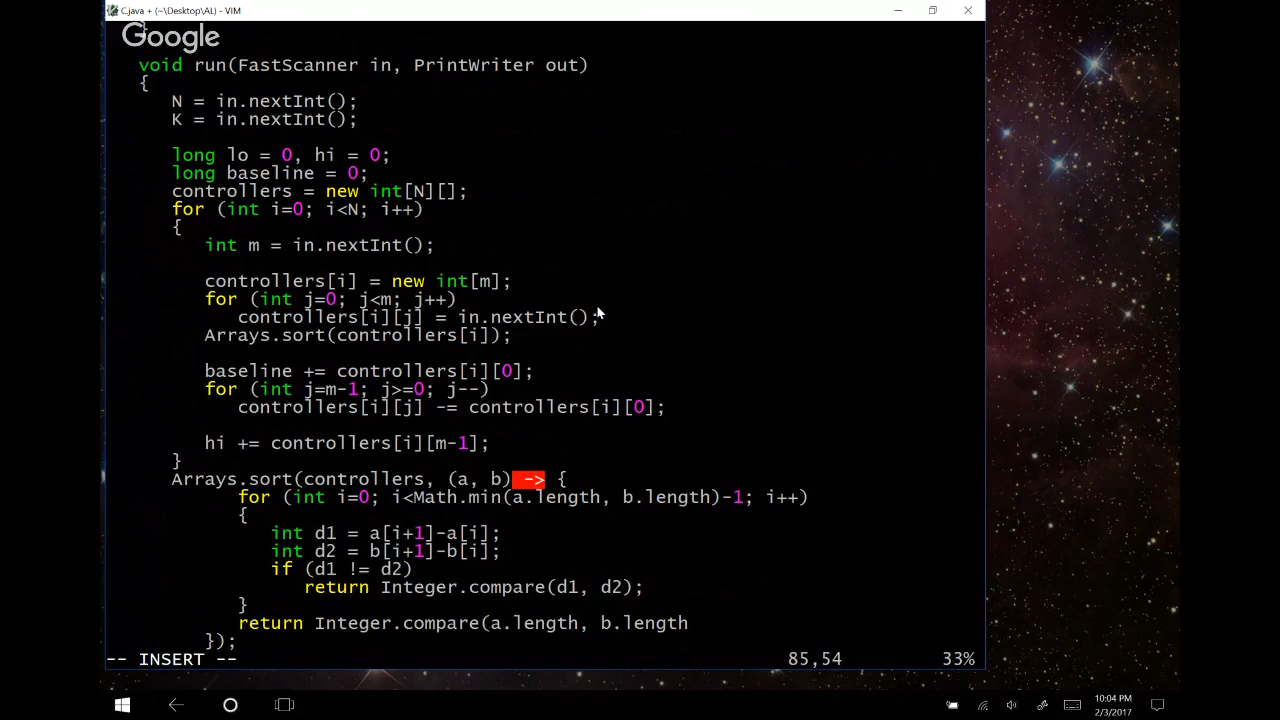 C.java + (~\Desktop\AL) - VIM
Google
void run(FastScanner in, PrintWriter out)
{
N = in.nextInt();
K = in.nextInt();
long lo = 0, hi = 0;
long baseline = 0;
controllers = new int[N][];
for (int i=0; i<N; i++)
{
int m = in.nextInt();
controllers[i] = new int[m];
for (int j=0; j<m; j++)
controllers[i][j] = in.nextInt();
Arrays.sort(controllers[i]);
baseline += controllers[i][0];
for (int j=m-1; j>=0; j--)
controllers[i][j] -= controllers[i][0];
hi += controllers[i][m-1];
}
Arrays.sort(controllers, (a, b) -> {
for (int i=0; i<Math.min(a.length, b.length)-1; i++)
{
int d1 = a[i+1]-a[i];
int d2 = b[i+1]-b[i];
if (d1 != d2)
return Integer.compare(d1, d2);
}
return Integer.compare(a.length, b.length
});
-- INSERT -- 85,54 33%
10:04 PM
2/3/2017